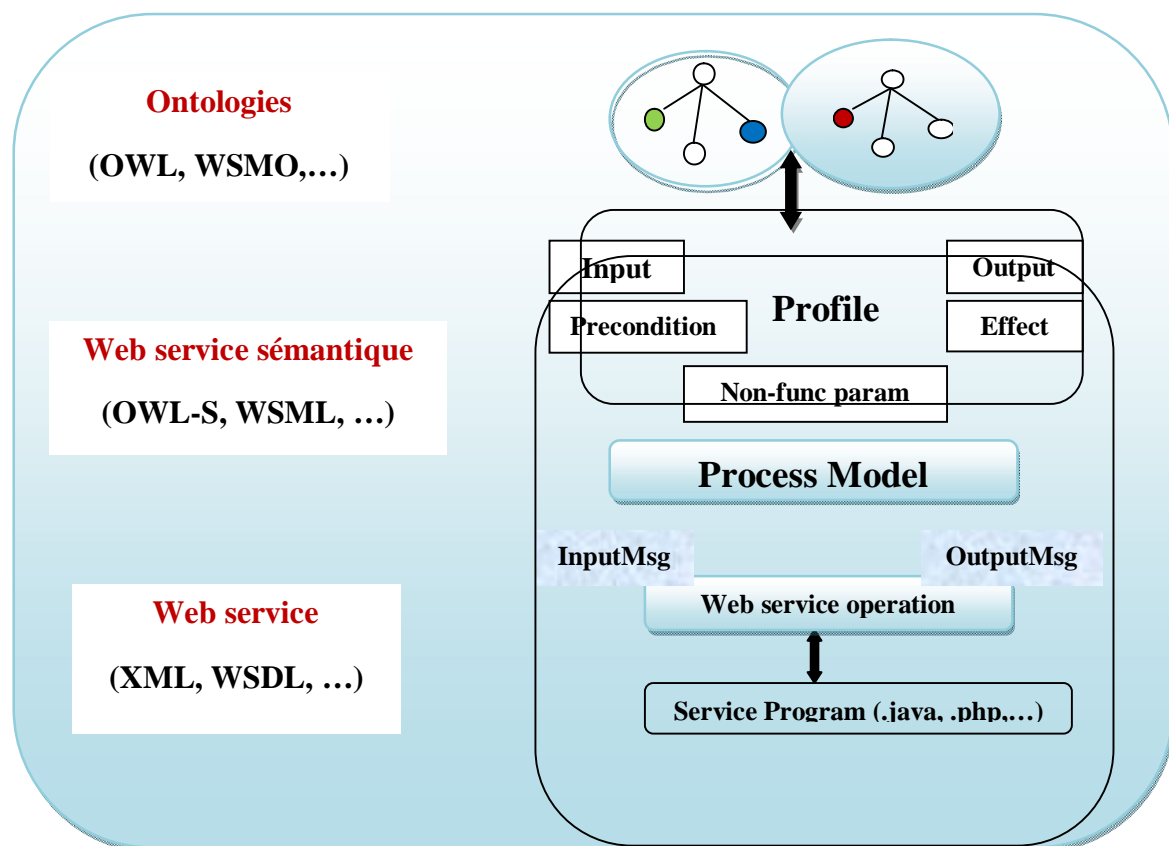 Ontologies
(OWL, WSMO,…)
Input
Output
Profile
Precondition
Effect
Web service sémantique
(OWL-S, WSML, …)
Non-func param
Process Model
InputMsg
OutputMsg
Web service operation
Web service
(XML, WSDL, …)
Service Program (.java, .php,…)